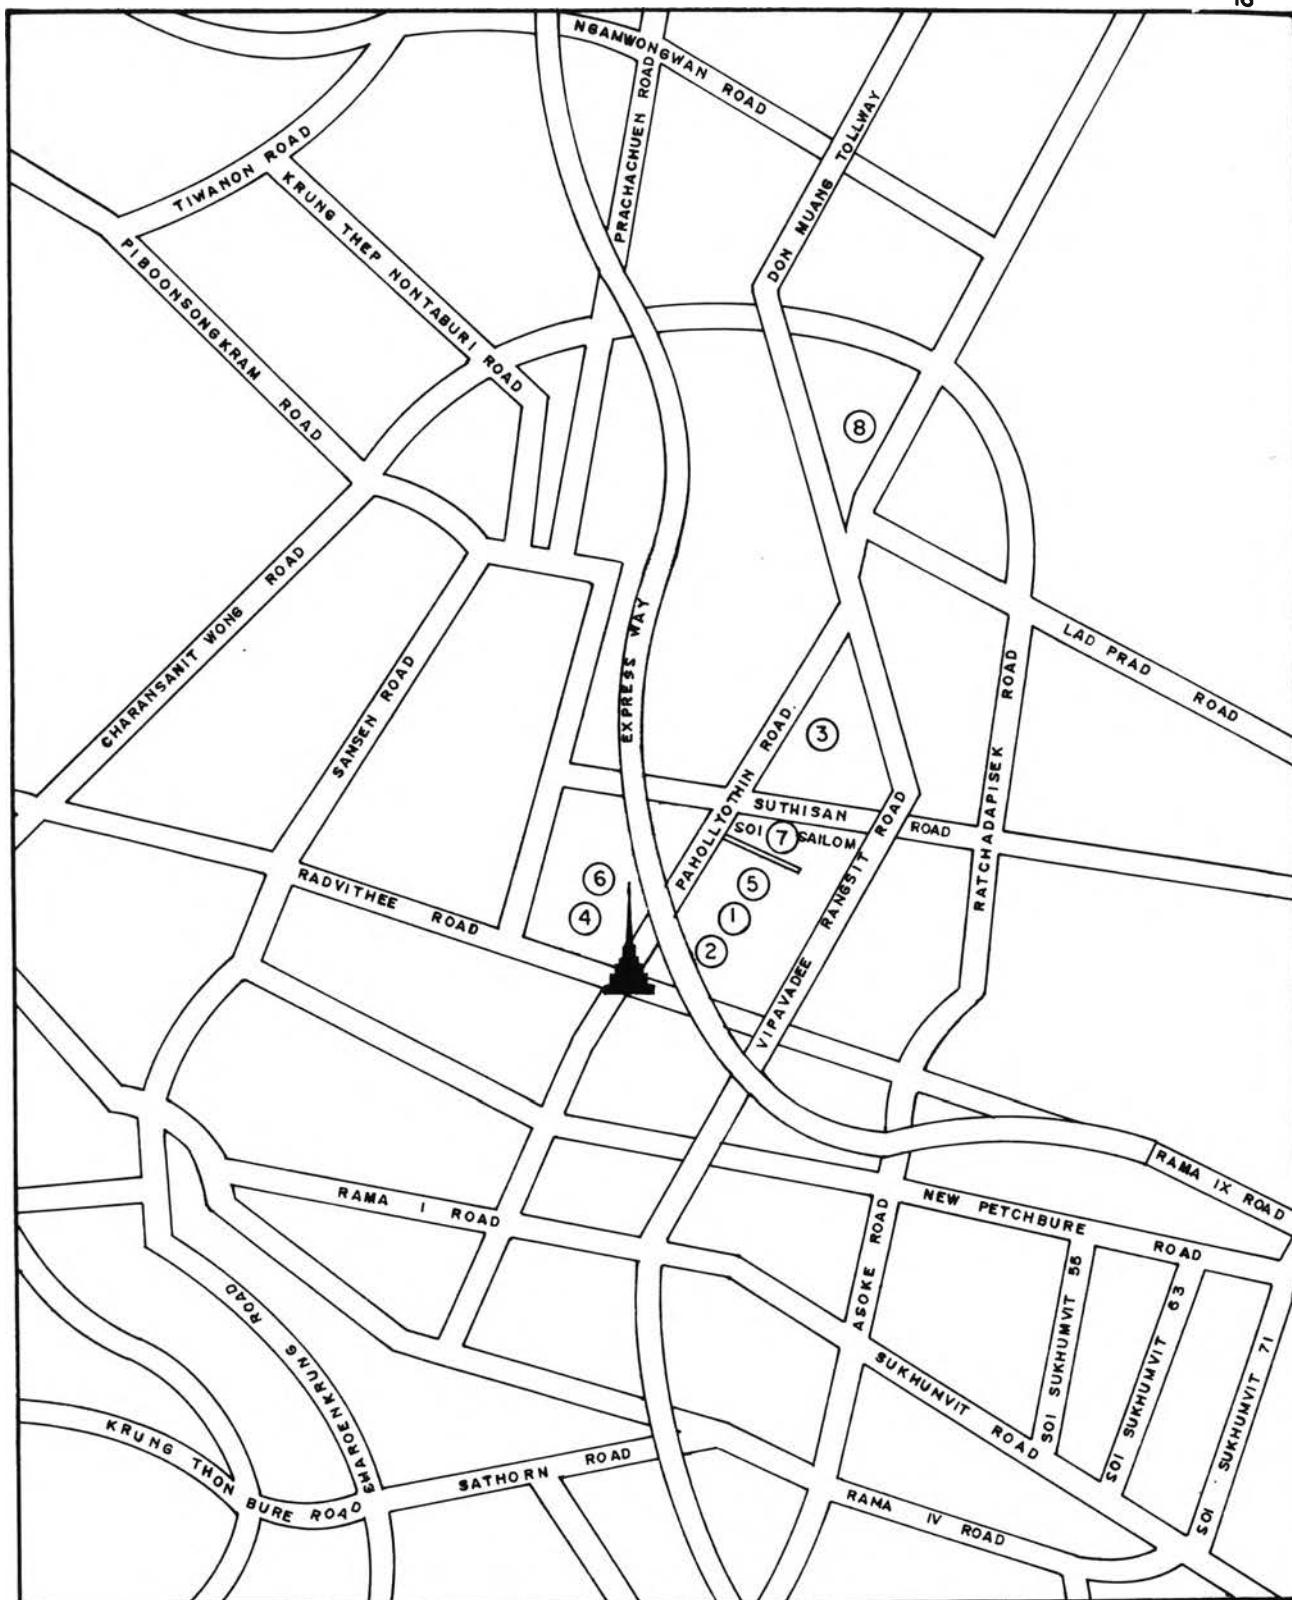 NGAMWONGWAN ROAD
PRACHACHUEN ROAD
DON MUANG TOLLWAY
TIWANON ROAD
KRUNG THEP NONTABURI ROAD
PIBOONSONGKRAM ROAD
8
CHARANSANIT WONG ROAD
SANSEN ROAD
EXPRESS WAY
LAD PRAD ROAD
PAHOLLYOTHIN ROAD.
3
RATCHADAPISEK ROAD
SUTHISAN ROAD
SOI SAILOM
7
RADVITHEE ROAD
6
5
4
1
2
VIPAVADEE RANGSIT ROAD
RAMA IX ROAD
RAMA I ROAD
NEW PETCHBURE ROAD
ASOKE ROAD
SOI SUKHUMVIT 55
SOI SUKHUMVIT 63
SOI SUKHUMVIT 71
CHAROENKRUNG ROAD
SUKHUMVIT ROAD
KRUNG THON BURE ROAD
SATHORN ROAD
RAMA IV ROAD